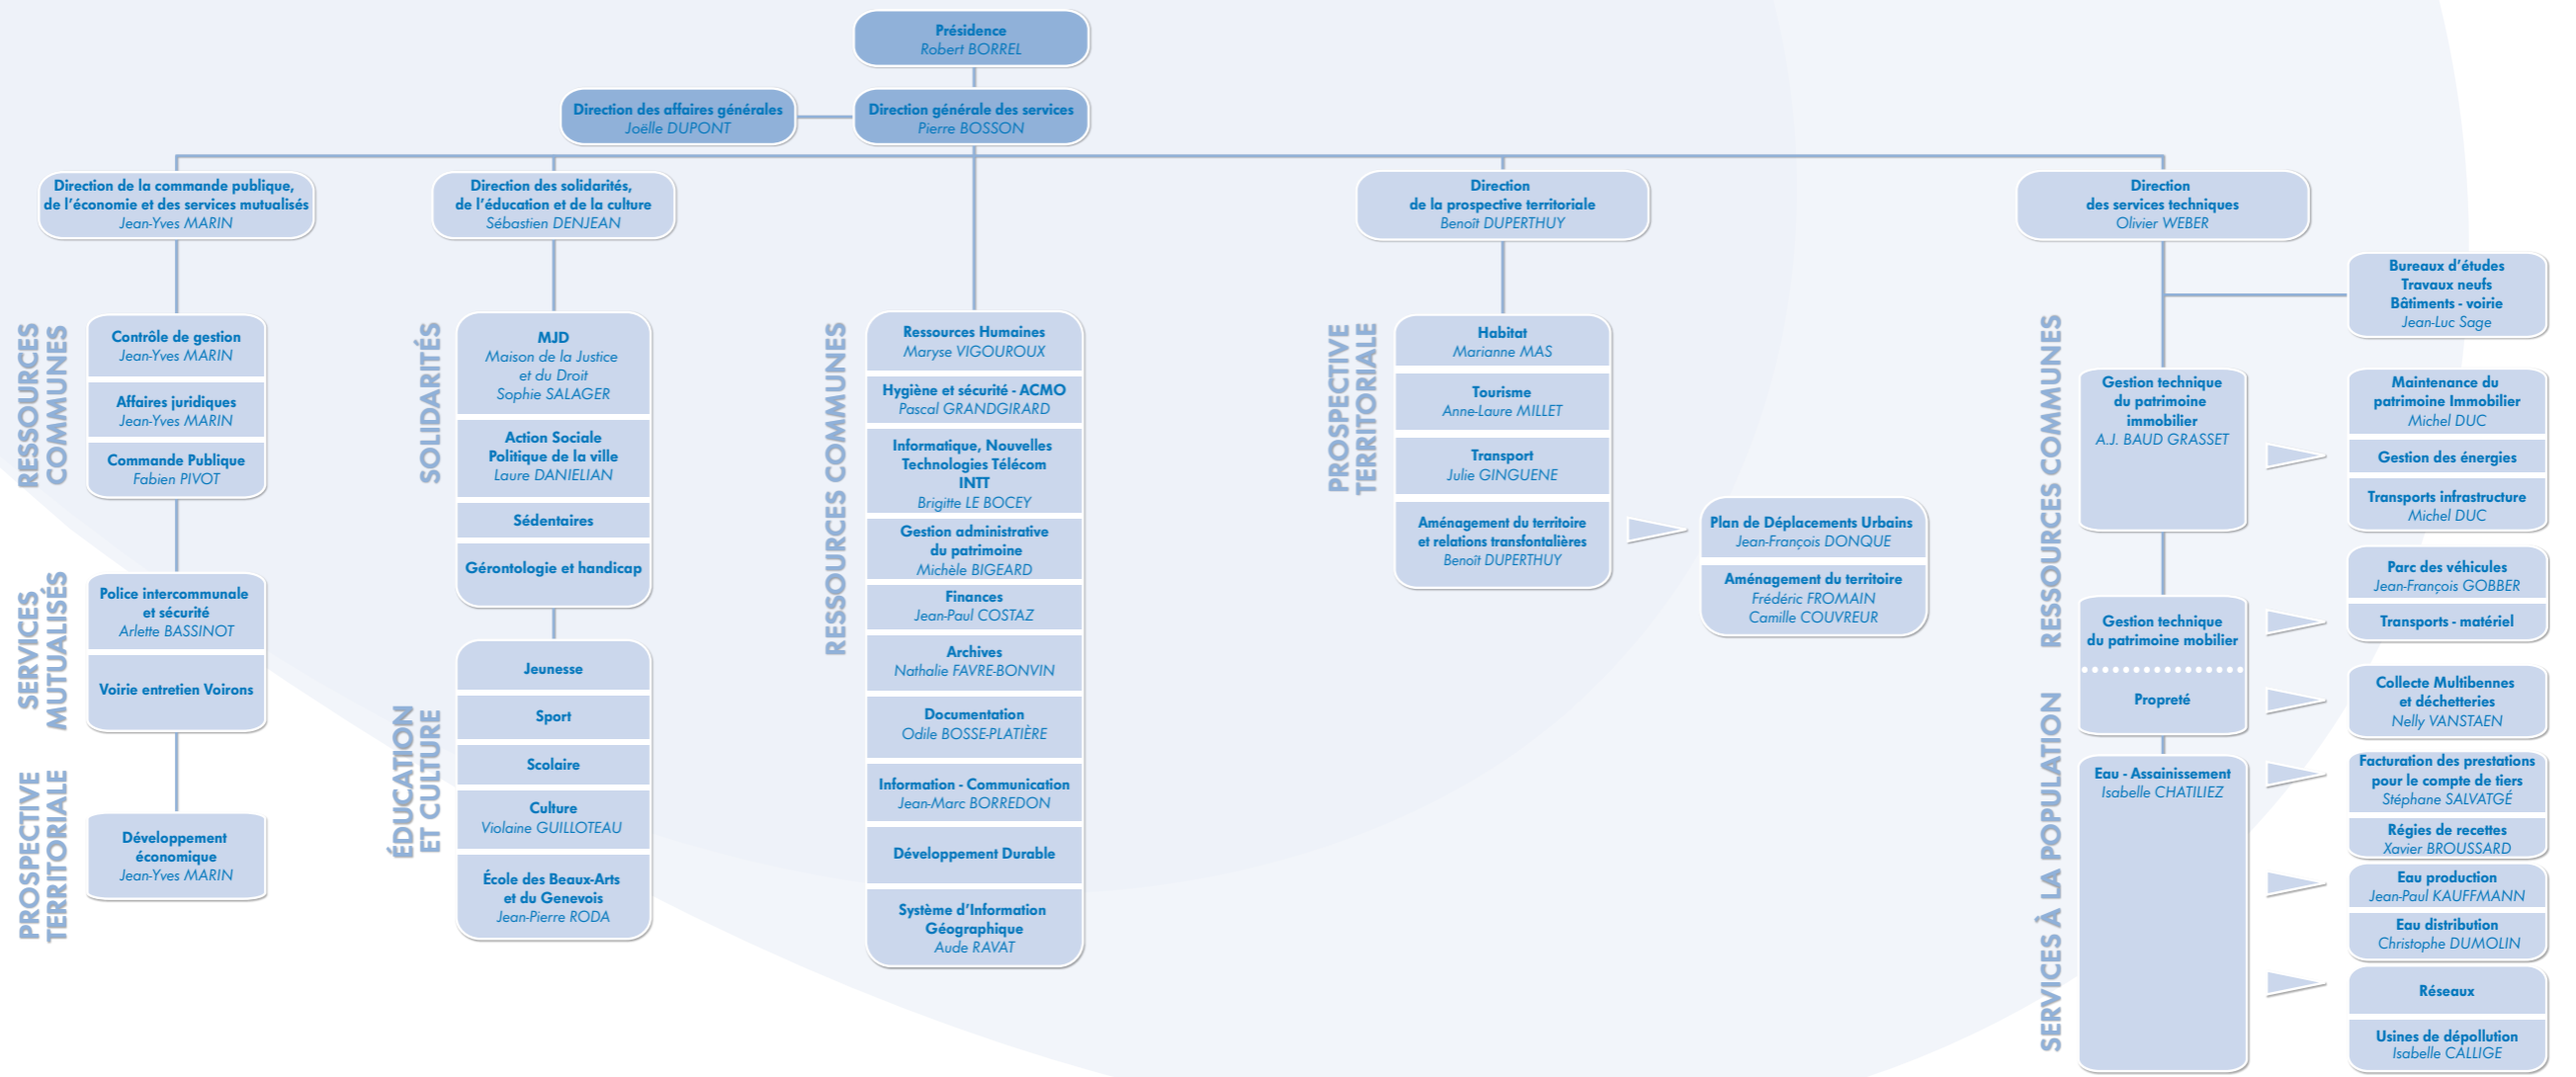 Présidence
Robert BORREL
Direction des affaires générales
Joëlle DUPONT
Direction générale des services
Pierre BOSSON
Direction de la commande publique,
de l'économie et des services mutualisés
Jean-Yves MARIN
RESSOURCES
COMMUNES
Contrôle de gestion
Jean-Yves MARIN
Affaires juridiques
Jean-Yves MARIN
Commande Publique
Fabien PIVOT
SERVICES
MUTUALISÉS
Police intercommunale
et sécurité
Arlette BASSINOT
Voirie entretien Voirons
PROSPECTIVE
TERRITORIALE
Développement
économique
Jean-Yves MARIN
Direction des solidarités,
de l'éducation et de la culture
Sébastien DENJEAN
SOLIDARITÉS
MJD
Maison de la Justice
et du Droit
Sophie SALAGER
Action Sociale
Politique de la ville
Laure DANIELIAN
Sédentaires
Gérontologie et handicap
ÉDUCATION
ET CULTURE
Jeunesse
Sport
Scolaire
Culture
Violaine GUILLOTEAU
École des Beaux-Arts
et du Genevois
Jean-Pierre RODA
RESSOURCES COMMUNES
Ressources Humaines
Maryse VIGOUROUX
Hygiène et sécurité - ACMO
Pascal GRANDGIRARD
Informatique, Nouvelles
Technologies Télécom
INTT
Brigitte LE BOCEY
Gestion administrative
du patrimoine
Michèle BIGEARD
Finances
Jean-Paul COSTAZ
Archives
Nathalie FAVRE-BONVIN
Documentation
Odile BOSSE-PLATIÈRE
Information - Communication
Jean-Marc BORREDON
Développement Durable
Système d'Information
Géographique
Aude RAVAT
Direction
de la prospective territoriale
Benoît DUPERTHUY
PROSPECTIVE
TERRITORIALE
Habitat
Marianne MAS
Tourisme
Anne-Laure MILLET
Transport
Julie GINGUENE
Aménagement du territoire
et relations transfontalières
Benoît DUPERTHUY
Plan de Déplacements Urbains
Jean-François DONQUE
Aménagement du territoire
Frédéric FROMAIN
Camille COUVREUR
Direction
des services techniques
Olivier WEBER
Bureaux d'études
Travaux neufs
Bâtiments - voirie
Jean-Luc Sage
RESSOURCES COMMUNES
Gestion technique
du patrimoine
immobilier
A.J. BAUD GRASSET
Maintenance du
patrimoine Immobilier
Michel DUC
Gestion des énergies
Transports infrastructure
Michel DUC
Gestion technique
du patrimoine mobilier
Parc des véhicules
Jean-François GOBBER
Transports - matériel
SERVICES À LA POPULATION
Propreté
Collecte Multibennes
et déchetteries
Nelly VANSTAEN
Eau - Assainissement
Isabelle CHATILIEZ
Facturation des prestations
pour le compte de tiers
Stéphane SALVATGÉ
Régies de recettes
Xavier BROUSSARD
Eau production
Jean-Paul KAUFFMANN
Eau distribution
Christophe DUMOLIN
Réseaux
Usines de dépollution
Isabelle CALLIGE